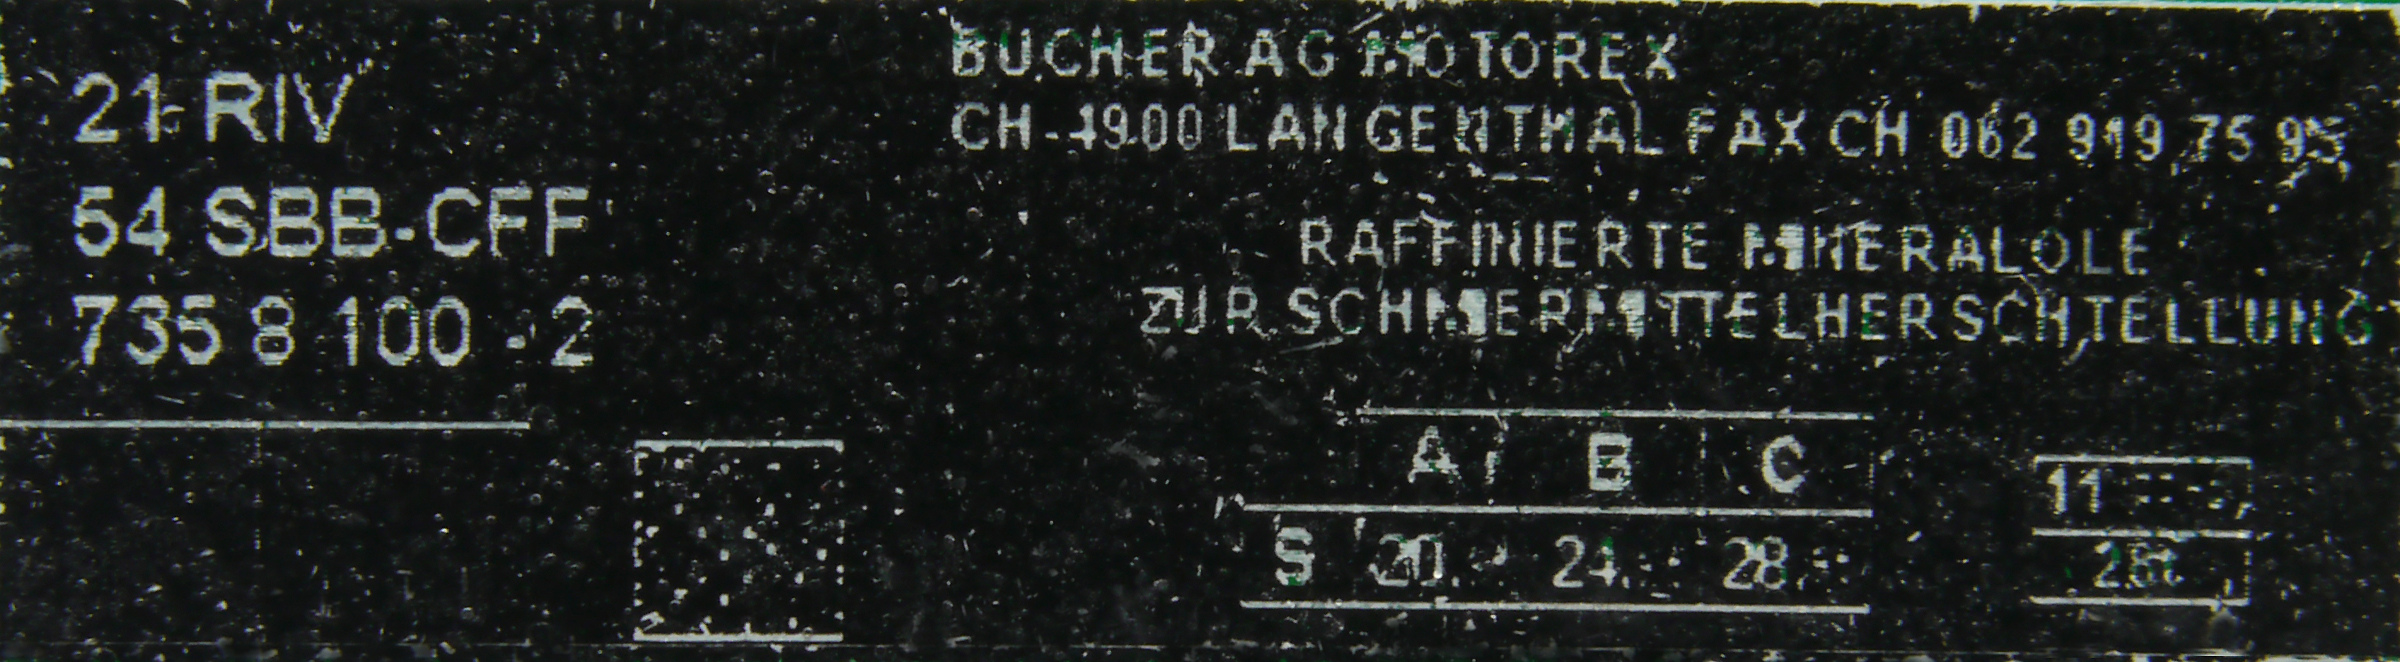 21 RIV
54 SBB-CFF
735 8 100 - 2
BUCHER AG MOTOREX
CH - 4900 LANGENTHAL FAX CH 062 919 75 95
RAFFINIERTE MINERALOLE
ZUR SCHMIERMITTELHERSCHTELLUNG
A B C
S 20. 24. 28.
11